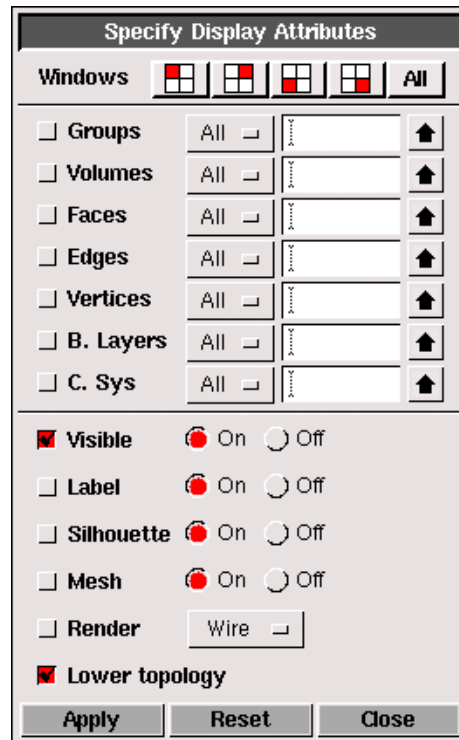 Specify Display Attributes
Windows All
Groups All
Volumes All
Faces All
Edges All
Vertices All
B. Layers All
C. Sys All
Visible On Off
Label On Off
Silhouette On Off
Mesh On Off
Render Wire
Lower topology
Apply Reset Close